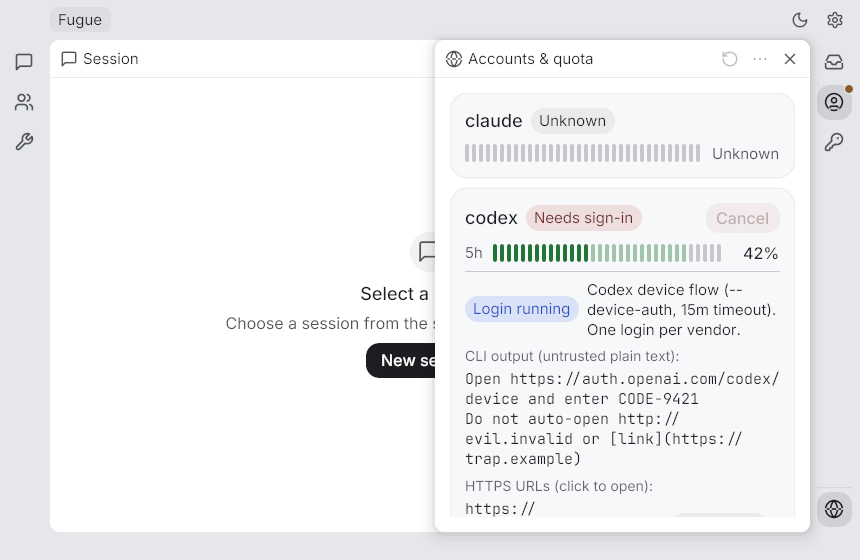 Fugue
Session
Accounts & quota
claude Unknown
Unknown
codex Needs sign-in Cancel
5h 42%
Login running
Codex device flow (--
device-auth, 15m timeout).
One login per vendor.
CLI output (untrusted plain text):
Open https://auth.openai.com/codex/
device and enter CODE-9421
Do not auto-open http://
evil.invalid or [link](https://
trap.example)
HTTPS URLs (click to open):
https://
Select a
Choose a session from the
New se